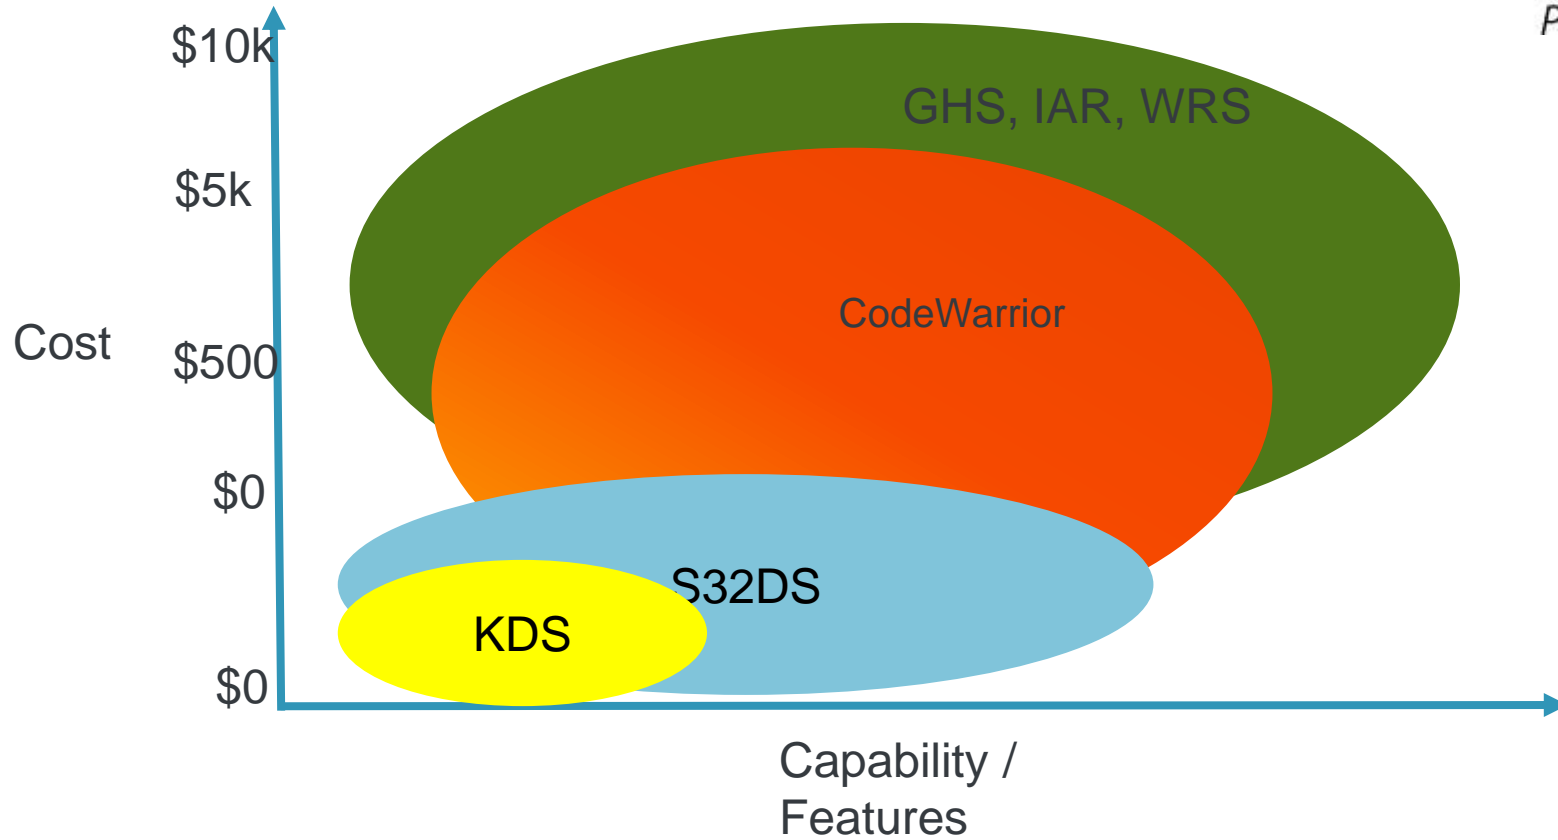 $10k
GHS, IAR, WRS
$5k
CodeWarrior
Cost
$500
$0
S32DS
KDS
$0
Capability /
Features